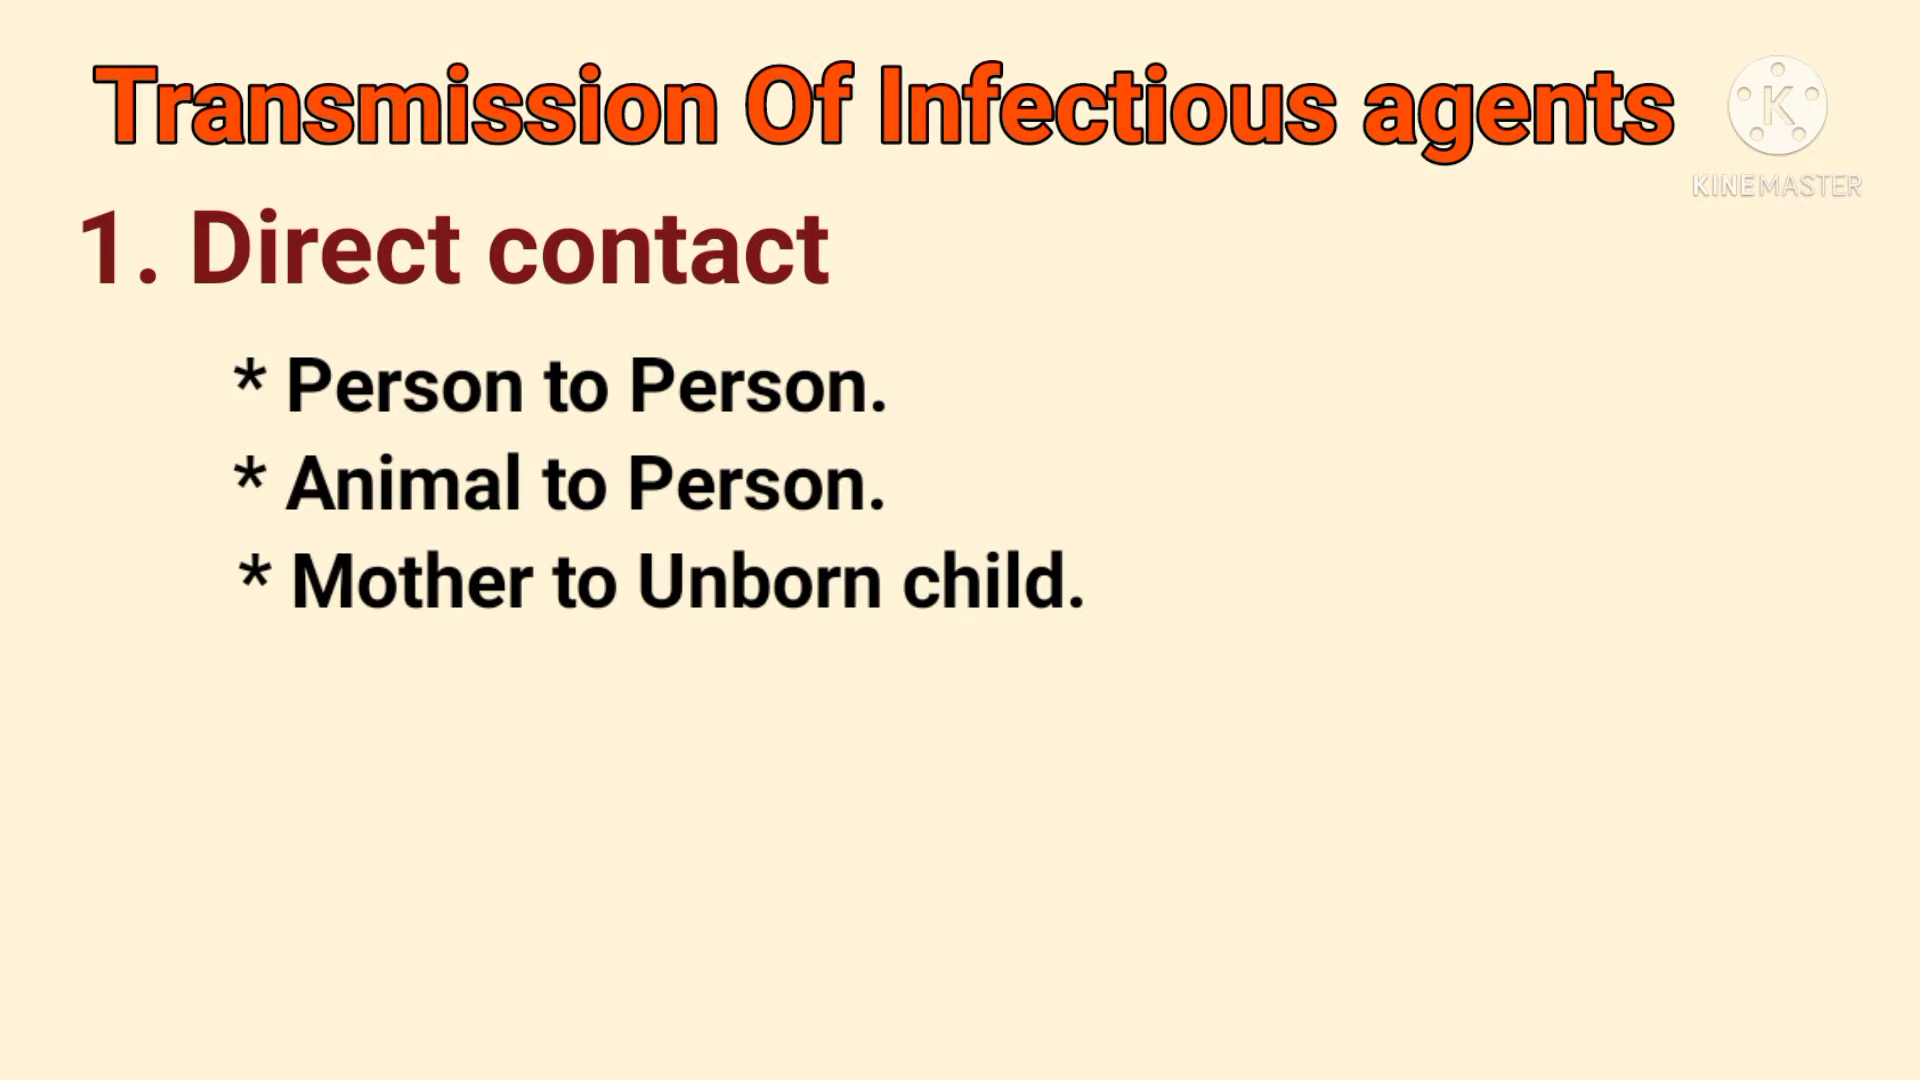 Transmission Of Infectious agents
K
KINEMASTER
1. Direct contact
* Person to Person.
* Animal to Person.
* Mother to Unborn child.